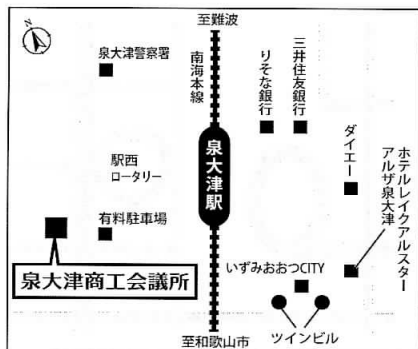 至難波
N
泉大津警察署
南海本線
りそな銀行
三井住友銀行
ダイエー
ホテルレイクアルスター
アルザ泉大津
駅西
ロータリー
泉大津駅
有料駐車場
泉大津商工会議所
いずみおおつCITY
ツインビル
至和歌山市